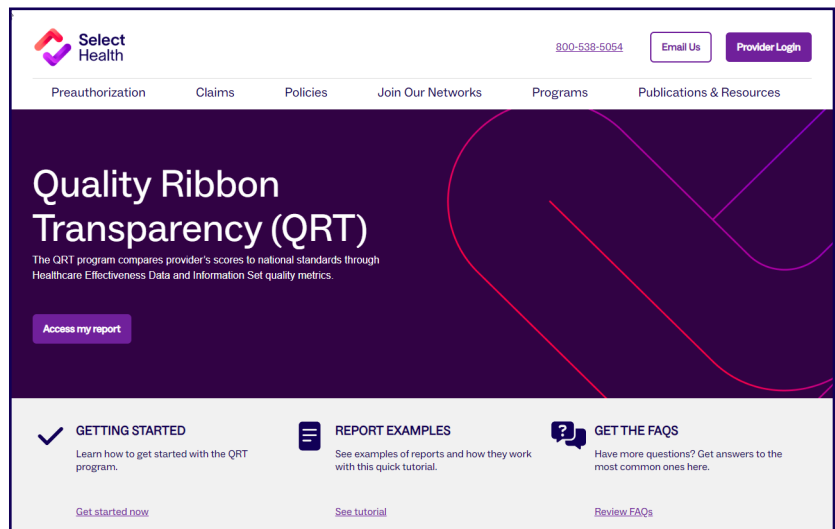 Select
Health
800-538-5054
Email Us
Provider Login
Preauthorization Claims Policies Join Our Networks Programs Publications & Resources
Quality Ribbon
Transparency (QRT)
The QRT program compares provider's scores to national standards through
Healthcare Effectiveness Data and Information Set quality metrics.
Access my report
GETTING STARTED
Learn how to get started with the QRT
program.
Get started now
REPORT EXAMPLES
See examples of reports and how they work
with this quick tutorial.
See tutorial
GET THE FAQS
Have more questions? Get answers to the
most common ones here.
Review FAQs